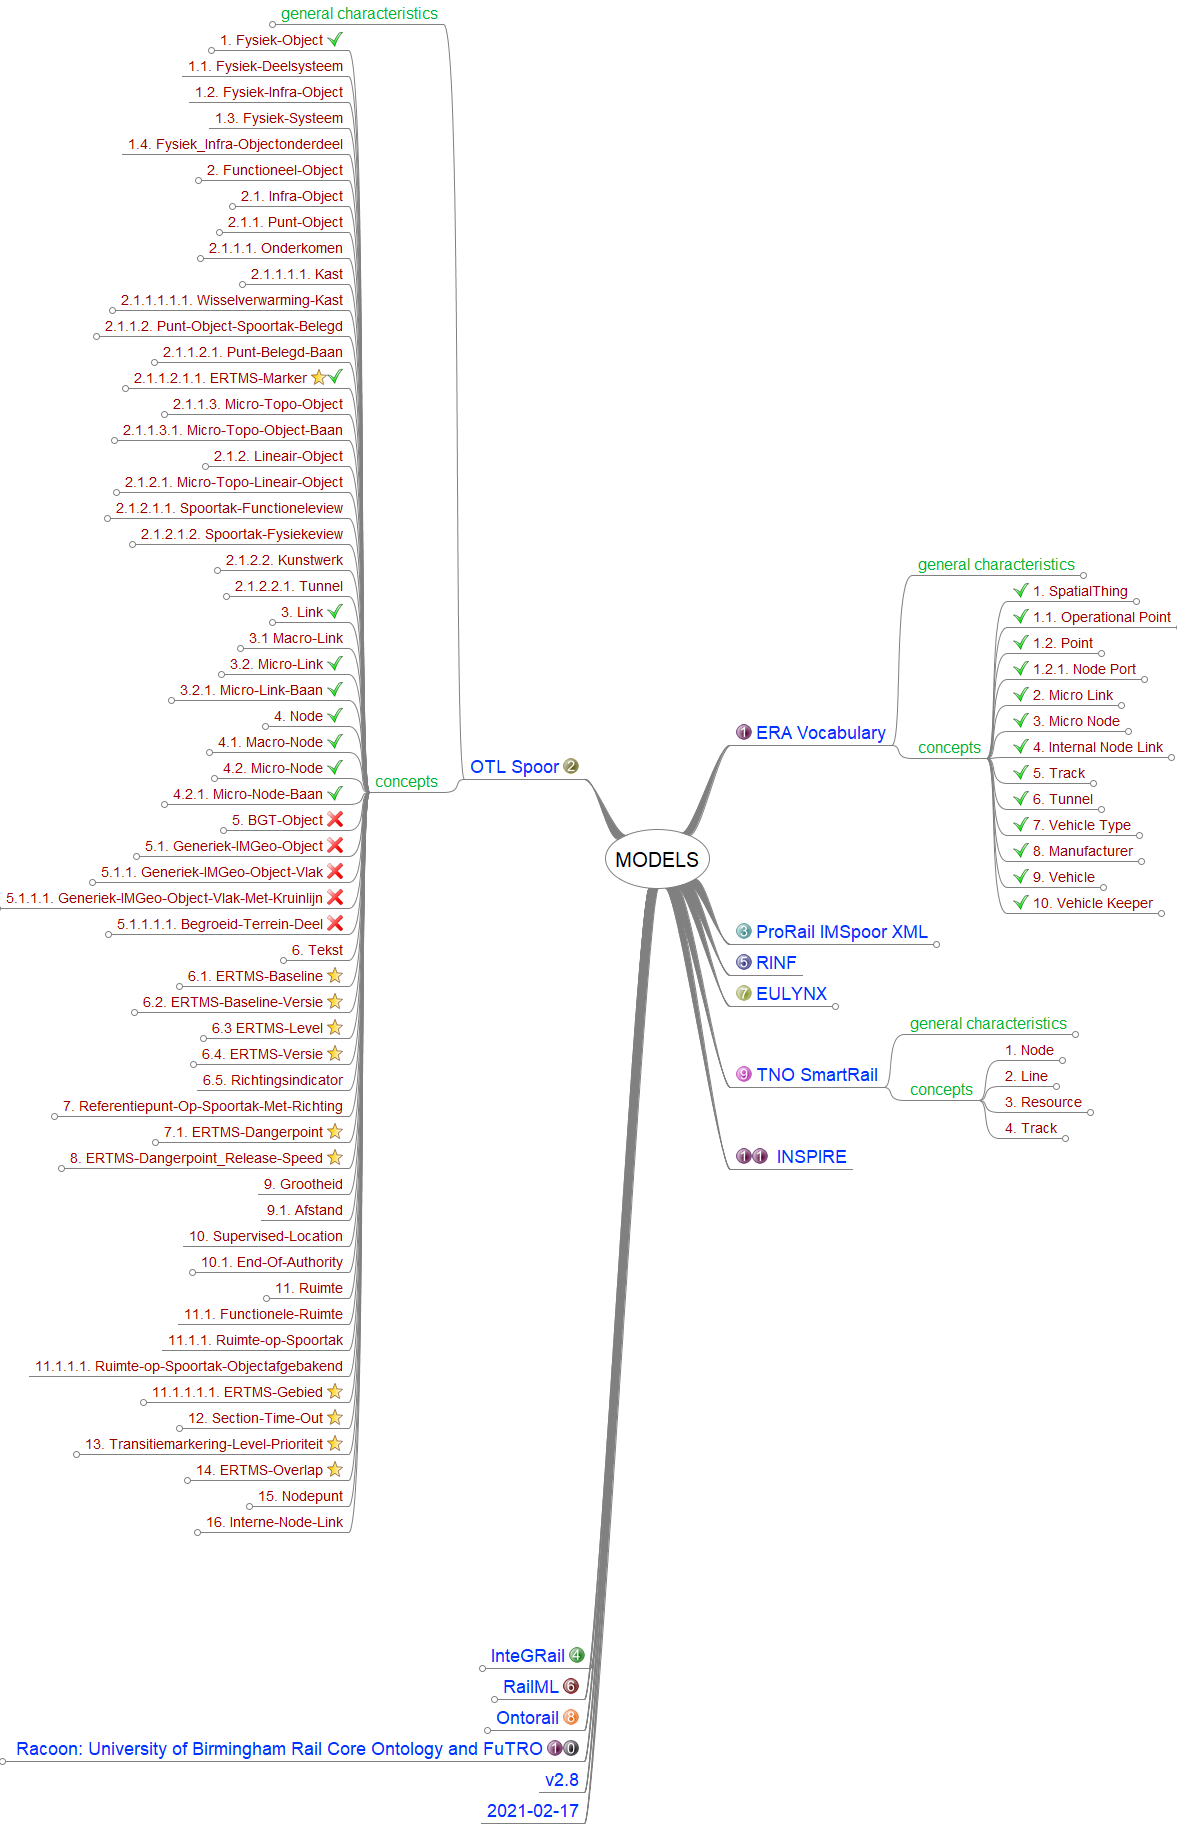 general characteristics
1. Fysiek-Object
1.1. Fysiek-Deelsysteem
1.2. Fysiek-Infra-Object
1.3. Fysiek-Systeem
1.4. Fysiek_Infra-Objectonderdeel
2. Functioneel-Object
2.1. Infra-Object
2.1.1. Punt-Object
2.1.1.1. Onderkomen
2.1.1.1.1. Kast
2.1.1.1.1.1. Wisselverwarming-Kast
2.1.1.2. Punt-Object-Spoortak-Belegd
2.1.1.2.1. Punt-Belegd-Baan
2.1.1.2.1.1. ERTMS-Marker
2.1.1.3. Micro-Topo-Object
2.1.1.3.1. Micro-Topo-Object-Baan
2.1.2. Lineair-Object
2.1.2.1. Micro-Topo-Lineair-Object
2.1.2.1.1. Spoortak-Functioneleview
2.1.2.1.2. Spoortak-Fysiekeview
2.1.2.2. Kunstwerk
2.1.2.2.1. Tunnel
3. Link
3.1 Macro-Link
3.2. Micro-Link
3.2.1. Micro-Link-Baan
4. Node
4.1. Macro-Node
4.2. Micro-Node
4.2.1. Micro-Node-Baan
5. BGT-Object
5.1. Generiek-IMGeo-Object
5.1.1. Generiek-IMGeo-Object-Vlak
5.1.1.1. Generiek-IMGeo-Object-Vlak-Met-Kruinlijn
5.1.1.1.1. Begroeid-Terrein-Deel
6. Tekst
6.1. ERTMS-Baseline
6.2. ERTMS-Baseline-Versie
6.3 ERTMS-Level
6.4. ERTMS-Versie
6.5. Richtingsindicator
7. Referentiepunt-Op-Spoortak-Met-Richting
7.1. ERTMS-Dangerpoint
8. ERTMS-Dangerpoint_Release-Speed
9. Grootheid
9.1. Afstand
10. Supervised-Location
10.1. End-Of-Authority
11. Ruimte
11.1. Functionele-Ruimte
11.1.1. Ruimte-op-Spoortak
11.1.1.1. Ruimte-op-Spoortak-Objectafgebakend
11.1.1.1.1. ERTMS-Gebied
12. Section-Time-Out
13. Transitiemarkering-Level-Prioriteit
14. ERTMS-Overlap
15. Nodepunt
16. Interne-Node-Link
concepts
OTL Spoor 2
MODELS
1 ERA Vocabulary
general characteristics
concepts
1. SpatialThing
1.1. Operational Point
1.2. Point
1.2.1. Node Port
2. Micro Link
3. Micro Node
4. Internal Node Link
5. Track
6. Tunnel
7. Vehicle Type
8. Manufacturer
9. Vehicle
10. Vehicle Keeper
3 ProRail IMSpoor XML
5 RINF
7 EULYNX
9 TNO SmartRail
general characteristics
concepts
1. Node
2. Line
3. Resource
4. Track
1 1 INSPIRE
InteGRail 4
RailML 6
Ontorail 8
Racoon: University of Birmingham Rail Core Ontology and FuTRO 1 0
v2.8
2021-02-17